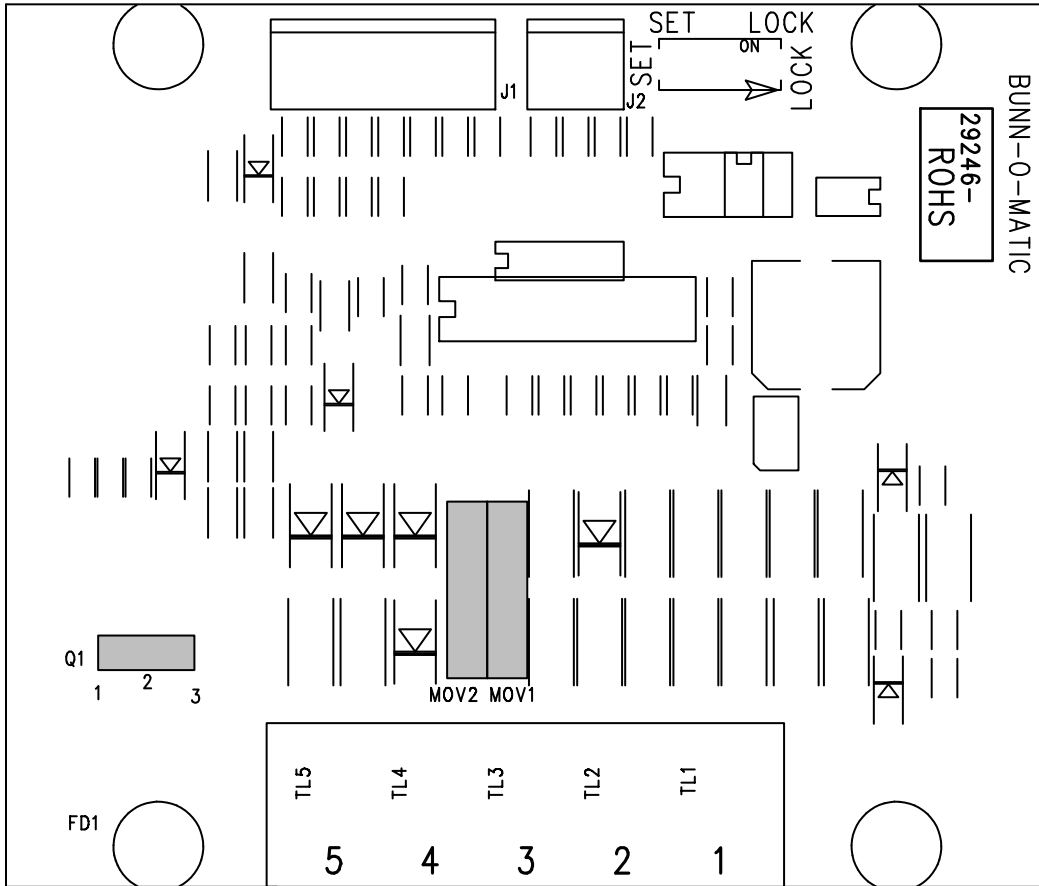 SET LOCK
ON
SET
LOCK
J1
J2
BUNN-O-MATIC
29246-
ROHS
Q1
1 2 3
MOV2 MOV1
TL5 TL4 TL3 TL2 TL1
FD1
5 4 3 2 1